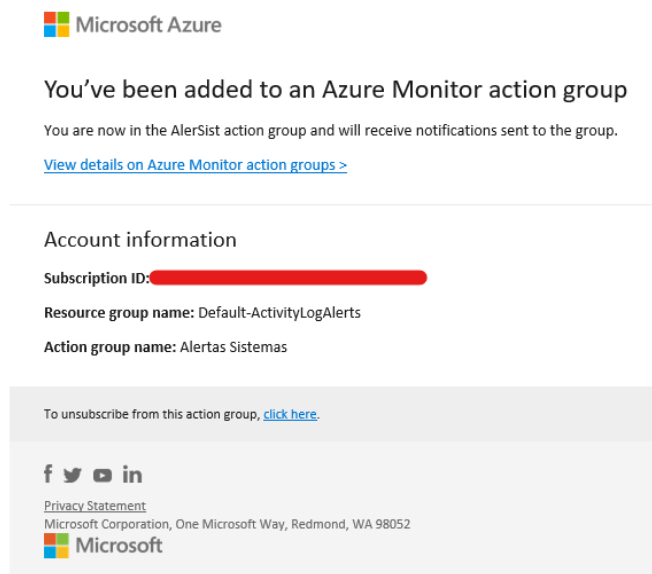 Microsoft Azure
You've been added to an Azure Monitor action group
You are now in the AlerSist action group and will receive notifications sent to the group.
View details on Azure Monitor action groups >
Account information
Subscription ID:
Resource group name: Default-ActivityLogAlerts
Action group name: Alertas Sistemas
To unsubscribe from this action group, click here.
Privacy Statement
Microsoft Corporation, One Microsoft Way, Redmond, WA 98052
Microsoft